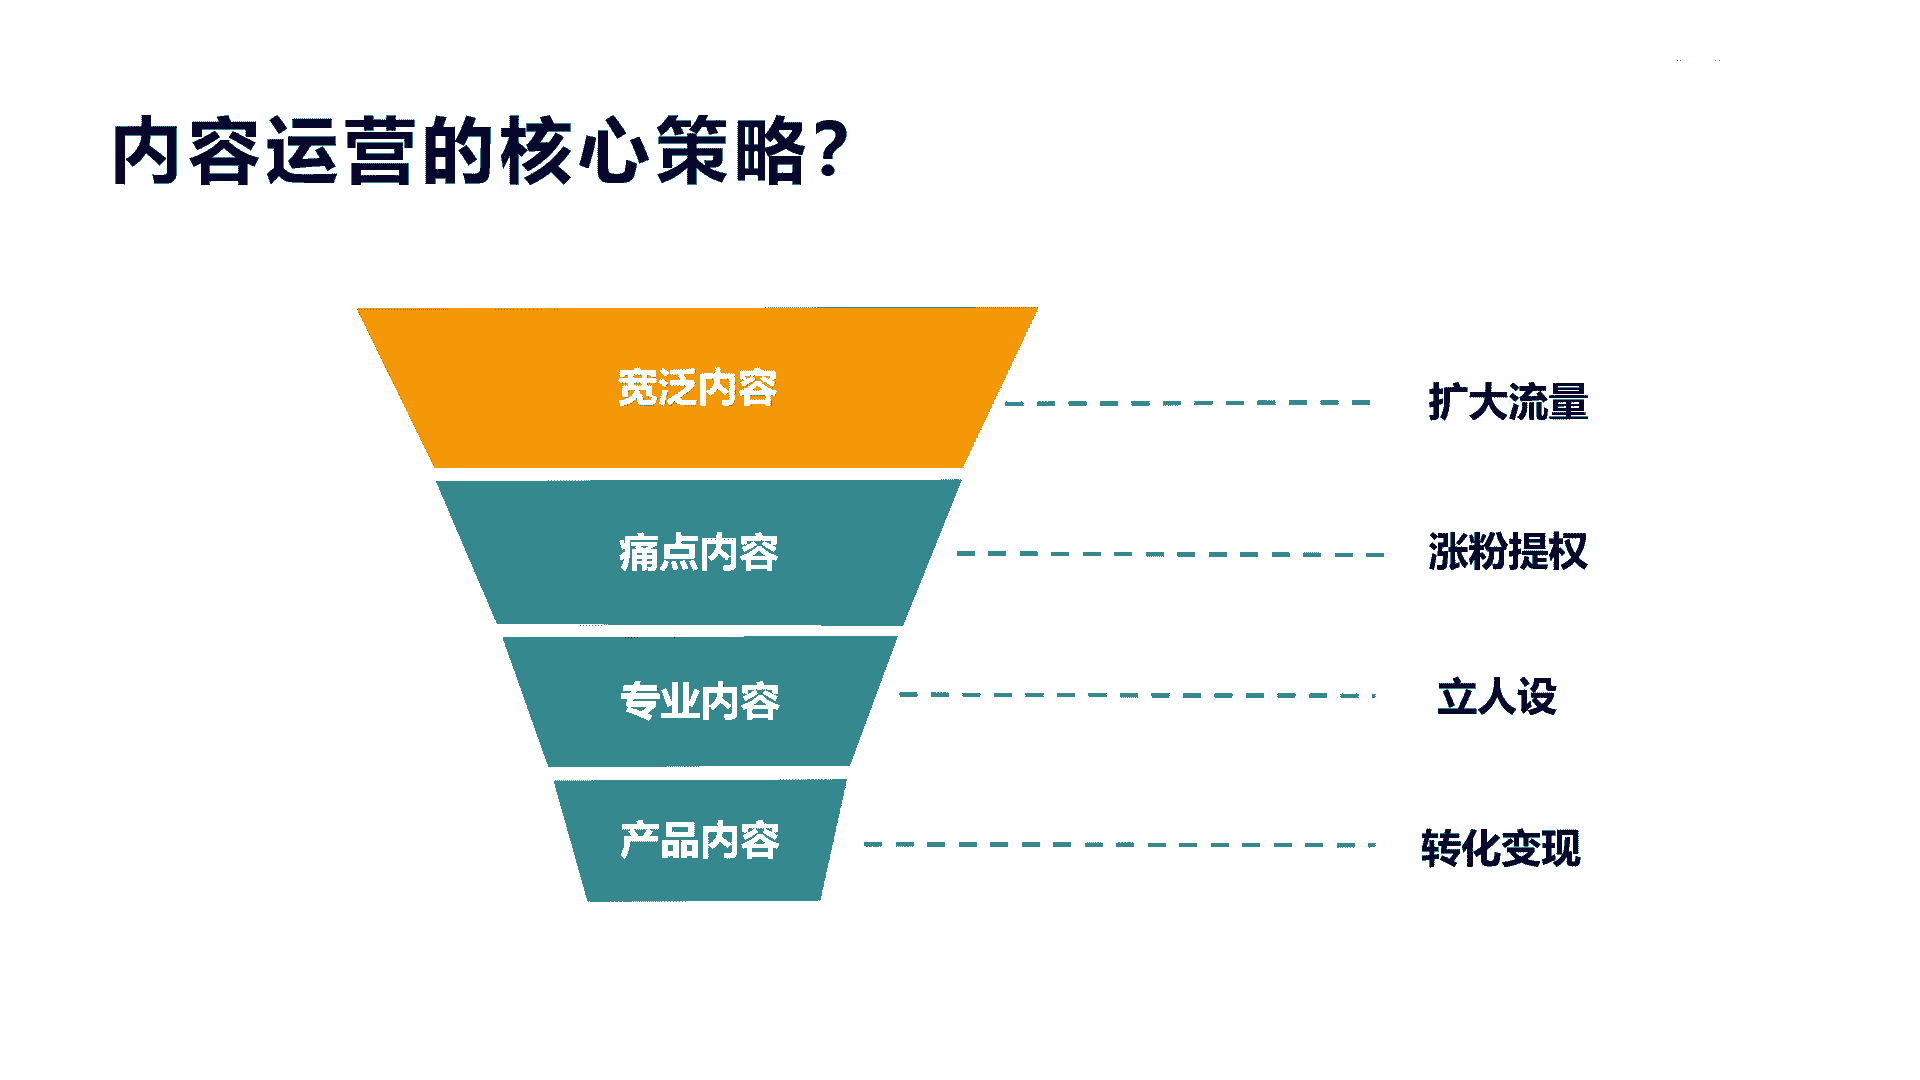 内容运营的核心策略？
宽泛内容
扩大流量
痛点内容
涨粉提权
专业内容
立人设
产品内容
转化变现